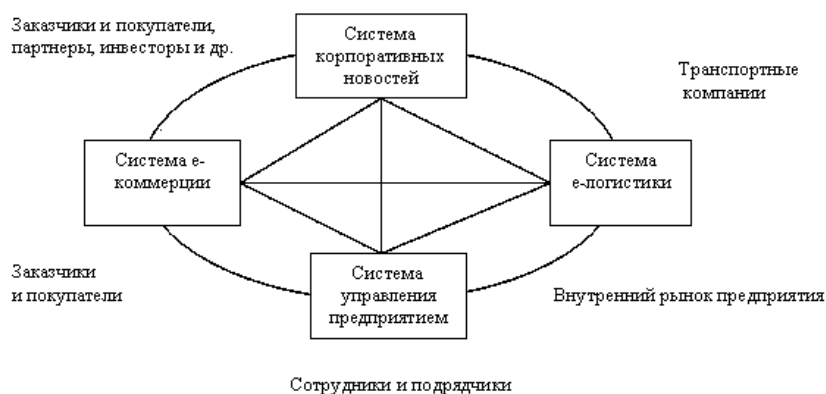 Заказчики и покупатели,
партнеры, инвесторы и др.
Система
корпоративных
новостей
Транспортные
компании
Система е-
коммерции
Система
е-логистики
Заказчики
и покупатели
Система
управления
предприятием
Внутренний рынок предприятия
Сотрудники и подрядчики